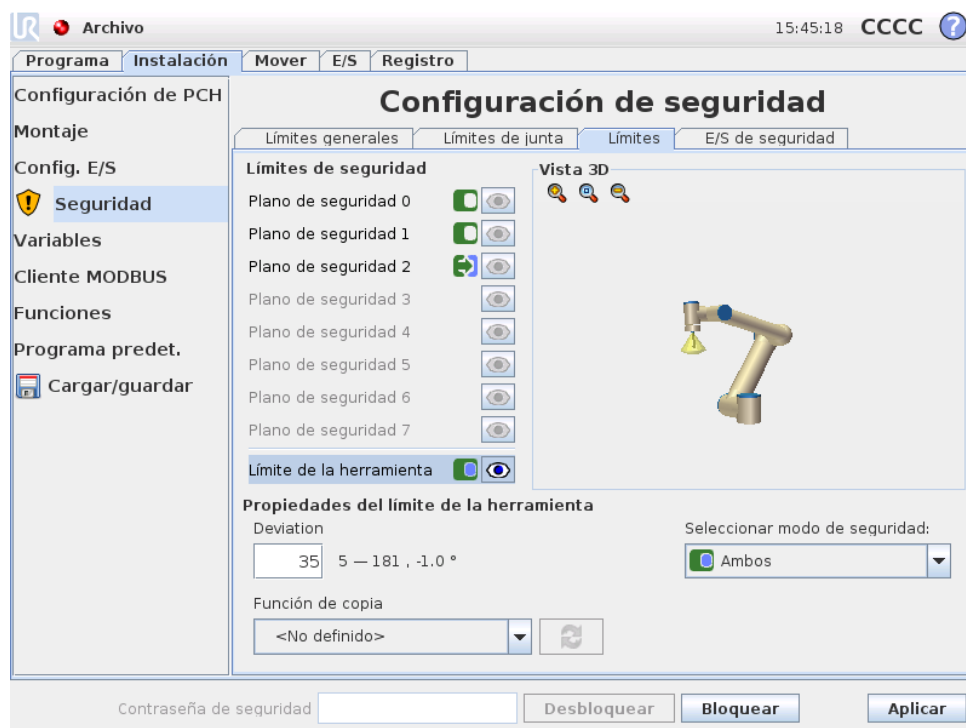 UR Archivo 15:45:18 CCCC ?
Programa Instalación Mover E/S Registro
Configuración de PCH
Montaje
Config. E/S
Seguridad
Variables
Cliente MODBUS
Funciones
Programa predet.
Cargar/guardar
Configuración de seguridad
Límites generales Límites de junta Límites E/S de seguridad
Límites de seguridad
Plano de seguridad 0
Plano de seguridad 1
Plano de seguridad 2
Plano de seguridad 3
Plano de seguridad 4
Plano de seguridad 5
Plano de seguridad 6
Plano de seguridad 7
Límite de la herramienta
Vista 3D
Propiedades del límite de la herramienta
Deviation
35 5 — 181 , -1.0 °
Seleccionar modo de seguridad:
Ambos
Función de copia
<No definido>
Contraseña de seguridad Desbloquear Bloquear Aplicar